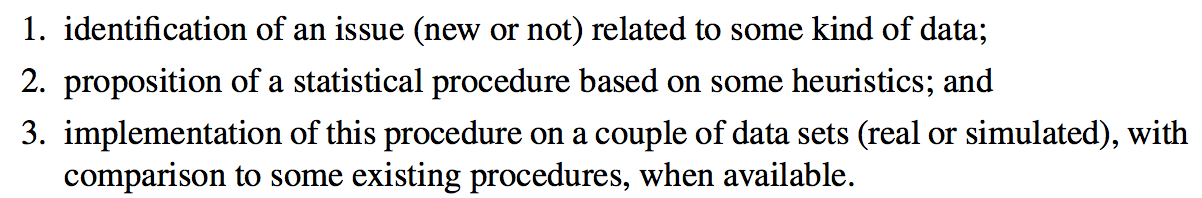 1. identification of an issue (new or not) related to some kind of data;
2. proposition of a statistical procedure based on some heuristics; and
3. implementation of this procedure on a couple of data sets (real or simulated), with
comparison to some existing procedures, when available.